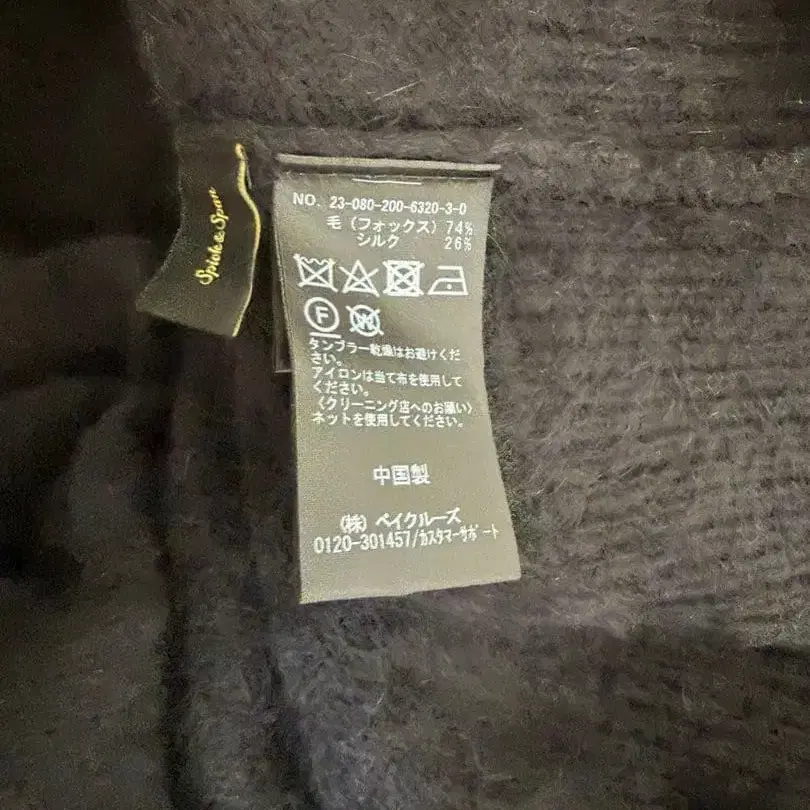 Spick & Span
NO. 23-080-200-6320-3-0
毛（フォックス）74%
シルク 26%
F W
タンブラー乾燥はお避けくだ
さい。
アイロンは当て布を使用して
ください。
〈クリーニング店へのお願い〉
ネットを使用してください。
中国製
（株）ベイクルーズ
0120-301457/カスタマーサポート